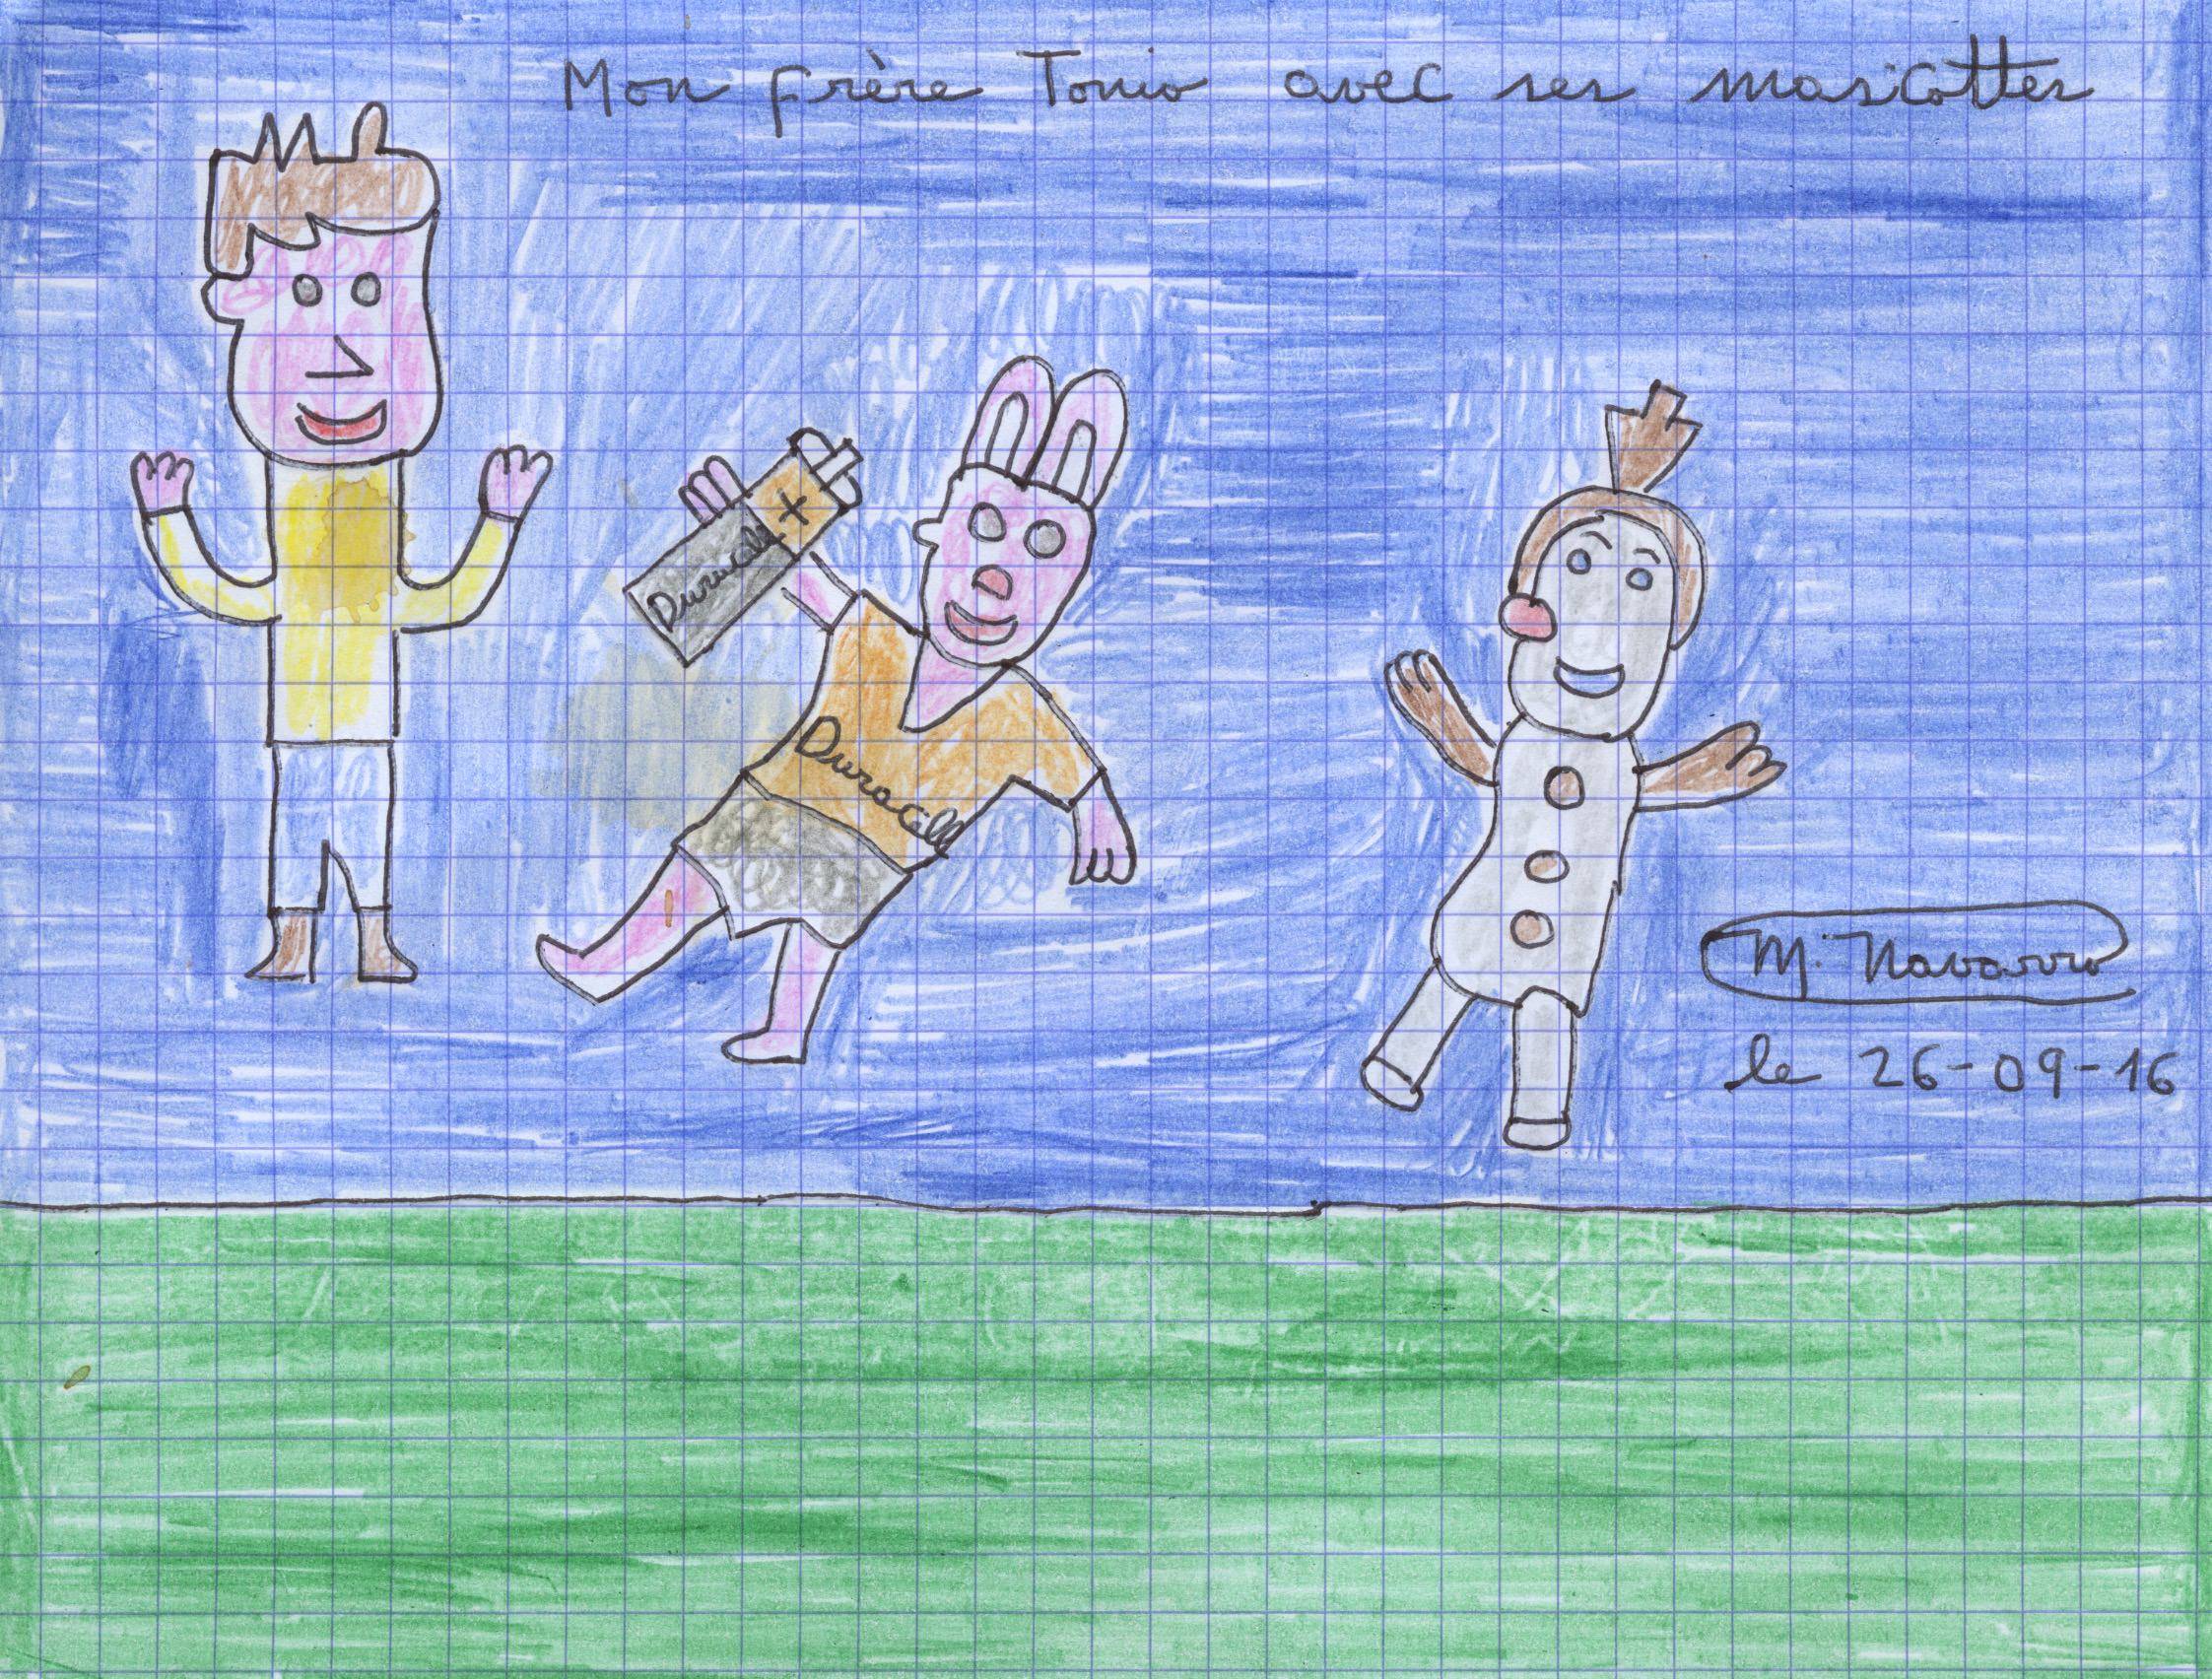 Mon frère Tonio avec ses mascottes
+
Duracell
Duracell
M. Navarro
le 26-09-16